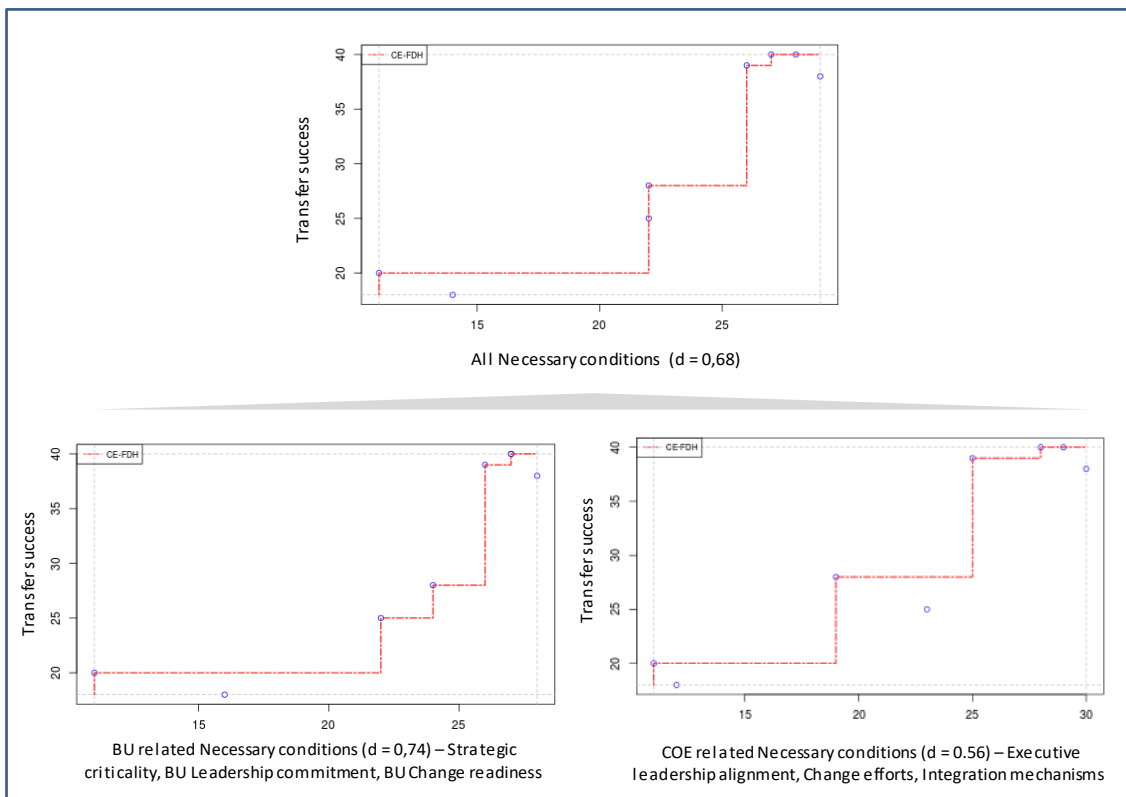 CE-FDH
40
35
30
25
20
Transfer success
15 20 25
All Necessary conditions (d = 0,68)
CE-FDH
40
35
30
25
20
Transfer success
15 20 25
BU related Necessary conditions (d = 0,74) – Strategic
criticality, BU Leadership commitment, BU Change readiness
CE-FDH
40
35
30
25
20
Transfer success
15 20 25 30
COE related Necessary conditions (d = 0.56) – Executive
leadership alignment, Change efforts, Integration mechanisms